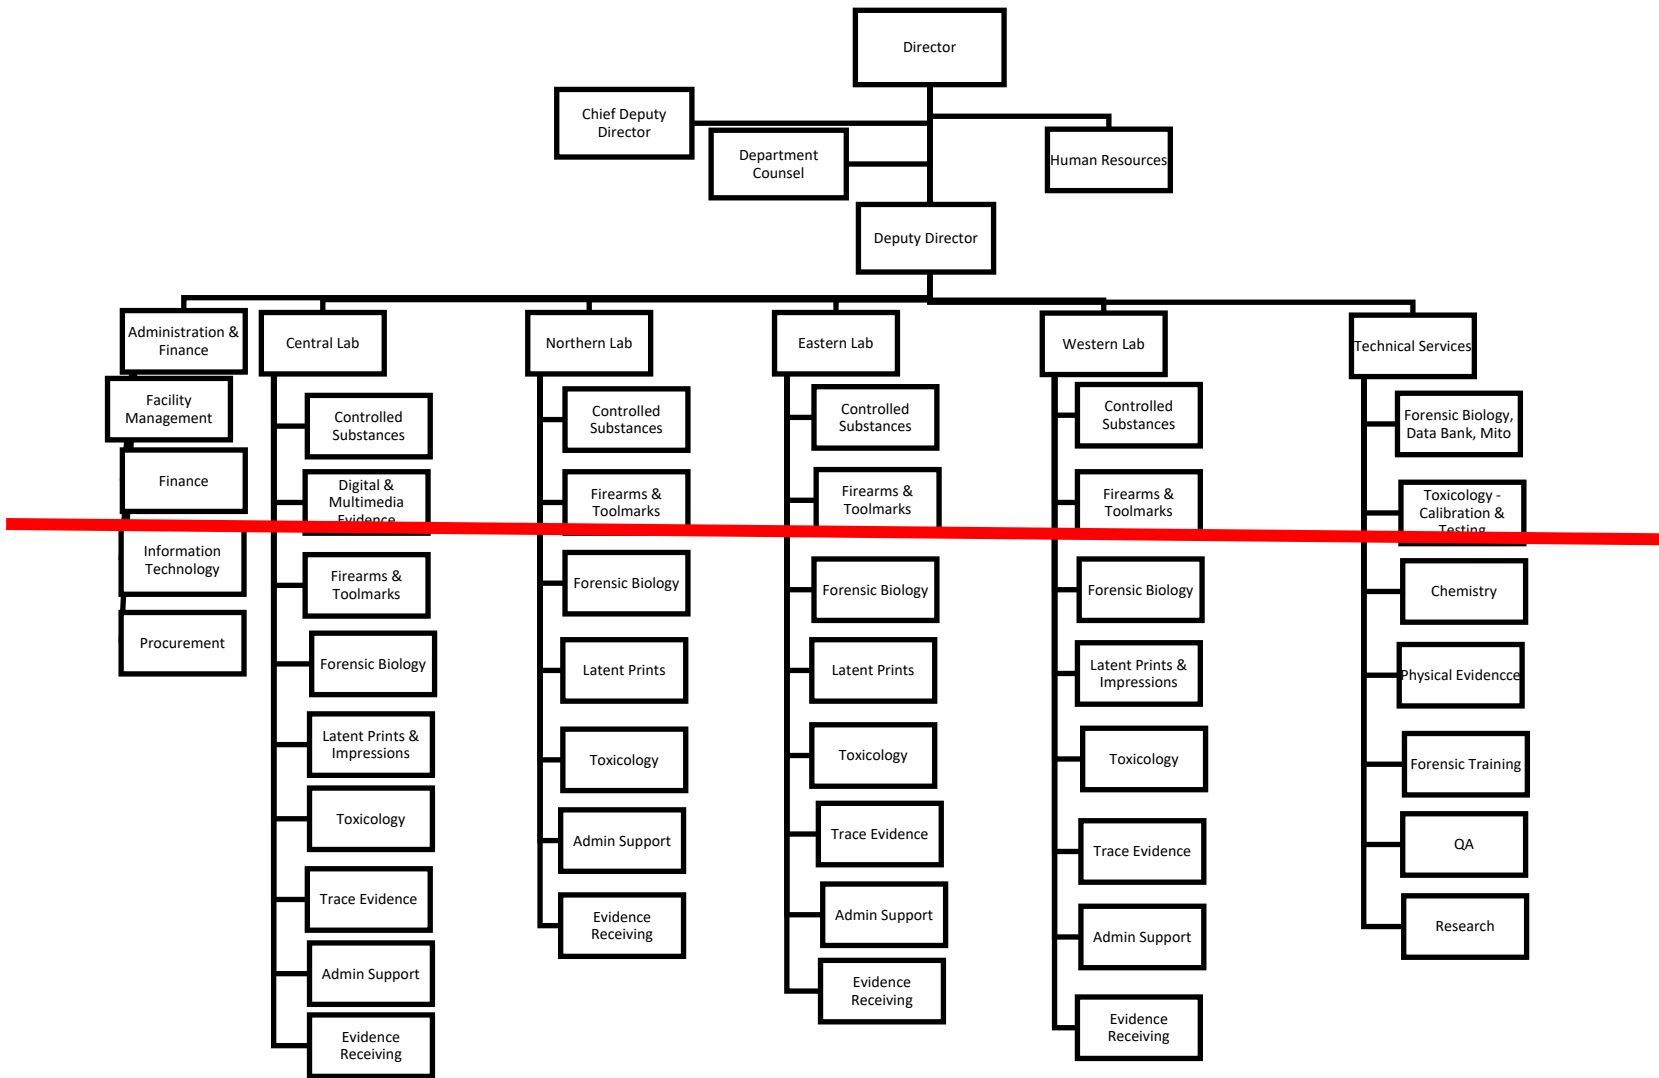 Director
Chief Deputy
Director
Department
Counsel
Human Resources
Deputy Director
Administration &
Finance
Facility
Management
Finance
Information
Technology
Procurement
Central Lab
Controlled
Substances
Digital &
Multimedia
Evidence
Firearms &
Toolmarks
Forensic Biology
Latent Prints &
Impressions
Toxicology
Trace Evidence
Admin Support
Evidence
Receiving
Northern Lab
Controlled
Substances
Firearms &
Toolmarks
Forensic Biology
Latent Prints
Toxicology
Admin Support
Evidence
Receiving
Eastern Lab
Controlled
Substances
Firearms &
Toolmarks
Forensic Biology
Latent Prints
Toxicology
Trace Evidence
Admin Support
Evidence
Receiving
Western Lab
Controlled
Substances
Firearms &
Toolmarks
Forensic Biology
Latent Prints &
Impressions
Toxicology
Trace Evidence
Admin Support
Evidence
Receiving
Technical Services
Forensic Biology,
Data Bank, Mito
Toxicology -
Calibration &
Testing
Chemistry
Physical Evidencce
Forensic Training
QA
Research